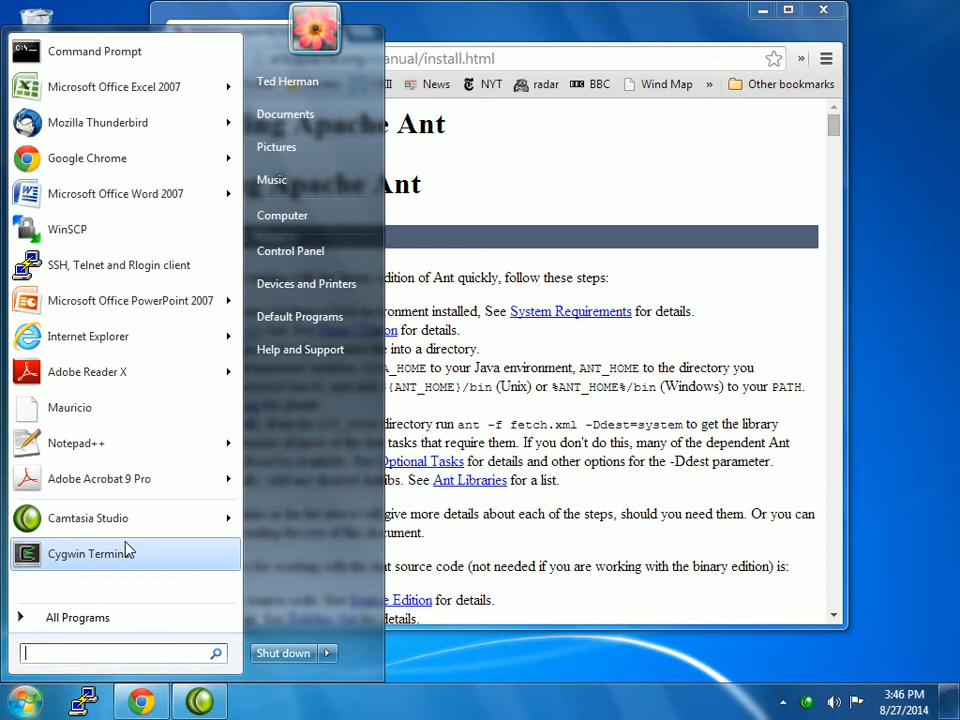 Command Prompt
Microsoft Office Excel 2007
Mozilla Thunderbird
Google Chrome
Microsoft Office Word 2007
WinSCP
SSH, Telnet and Rlogin client
Microsoft Office PowerPoint 2007
Internet Explorer
Adobe Reader X
Mauricio
Notepad++
Adobe Acrobat 9 Pro
Camtasia Studio
Cygwin Terminal
All Programs
Ted Herman
Documents
Pictures
Music
Computer
Control Panel
Devices and Printers
Default Programs
Help and Support
Shut down
manual/install.html
News NYT radar BBC Wind Map » Other bookmarks
Apache Ant
Apache Ant
dition of Ant quickly, follow these steps:
ronment installed, See System Requirements for details.
for details.
into a directory.
_HOME to your Java environment, ANT_HOME to the directory you
${ANT_HOME}/bin (Unix) or %ANT_HOME%/bin (Windows) to your PATH.
directory run ant -f fetch.xml -Ddest=system to get the library
tasks that require them. If you don't do this, many of the dependent Ant
Optional Tasks for details and other options for the -Ddest parameter.
bs. See Ant Libraries for a list.
give more details about each of the steps, should you need them. Or you can
ument.
source code (not needed if you are working with the binary edition) is:
Source Edition for details.
details.
3:46 PM
8/27/2014